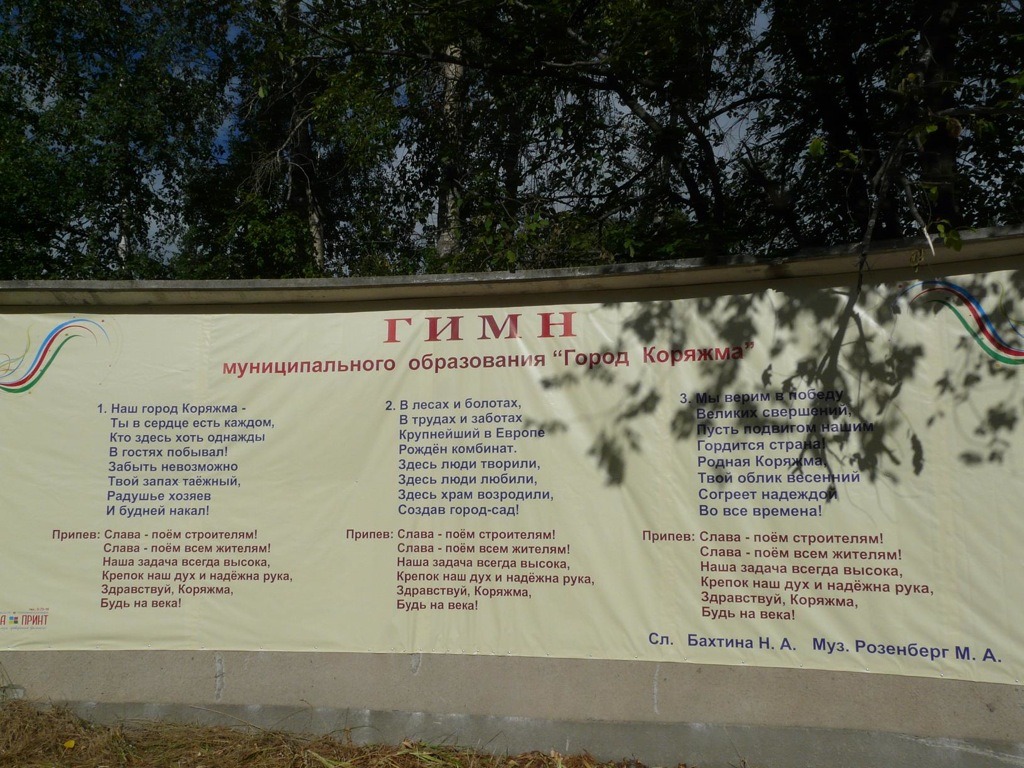 ГИМН
муниципального образования "Город Коряжма"
1. Наш город Коряжма -
Ты в сердце есть каждом,
Кто здесь хоть однажды
В гостях побывал!
Забыть невозможно
Твой запах таёжный,
Радушье хозяев
И будней накал!
Припев: Слава - поём строителям!
Слава - поём всем жителям!
Наша задача всегда высока,
Крепок наш дух и надёжна рука,
Здравствуй, Коряжма,
Будь на века!
2. В лесах и болотах,
В трудах и заботах
Крупнейший в Европе
Рождён комбинат.
Здесь люди творили,
Здесь люди любили,
Здесь храм возродили,
Создав город-сад!
Припев: Слава - поём строителям!
Слава - поём всем жителям!
Наша задача всегда высока,
Крепок наш дух и надёжна рука,
Здравствуй, Коряжма,
Будь на века!
3. Мы верим в победу
Великих свершений,
Пусть подвигом нашим
Гордится страна!
Родная Коряжма,
Твой облик весенний
Согреет надеждой
Во все времена!
Припев: Слава - поём строителям!
Слава - поём всем жителям!
Наша задача всегда высока,
Крепок наш дух и надёжна рука,
Здравствуй, Коряжма,
Будь на века!
Сл. Бахтина Н. А. Муз. Розенберг М. А.
А ПРИНТ